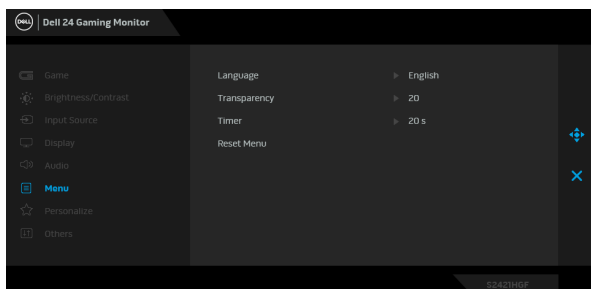 DELL Dell 24 Gaming Monitor
Game
Brightness/Contrast
Input Source
Display
Audio
Menu
Personalize
Others
Language English
Transparency 20
Timer 20 s
Reset Menu
S2421HGF